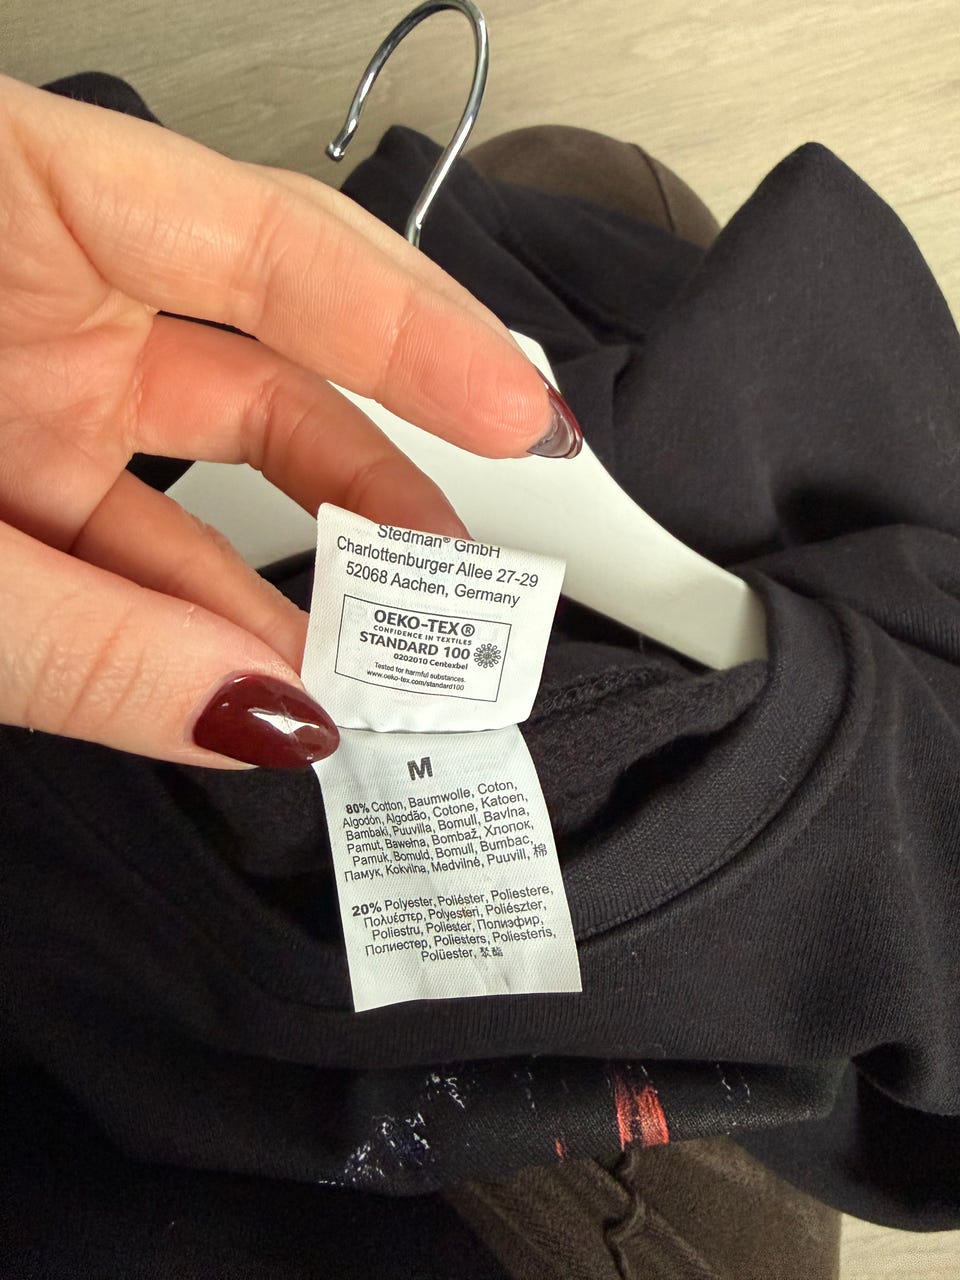 Stedman® GmbH
Charlottenburger Allee 27-29
52068 Aachen, Germany
OEKO-TEX®
CONFIDENCE IN TEXTILES
STANDARD 100
0202010 Centexbel
Tested for harmful substances.
www.oeko-tex.com/standard100
M
80% Cotton, Baumwolle, Coton,
Algodón, Algodão, Cotone, Katoen,
Bambaki, Puuvilla, Bomull, Bavlna,
Pamut, Bawełna, Bombaž, Хлопок,
Pamuk, Bomuld, Bomull, Bumbac,
Памук, Kokvilna, Medvilnė, Puuvill, 棉
20% Polyester, Poliéster, Poliestere,
Πολυέστερ, Polyesteri, Poliészter,
Poliestru, Poliester, Полиэфир,
Полиестер, Poliesters, Poliesteris,
Polüester, 聚酯